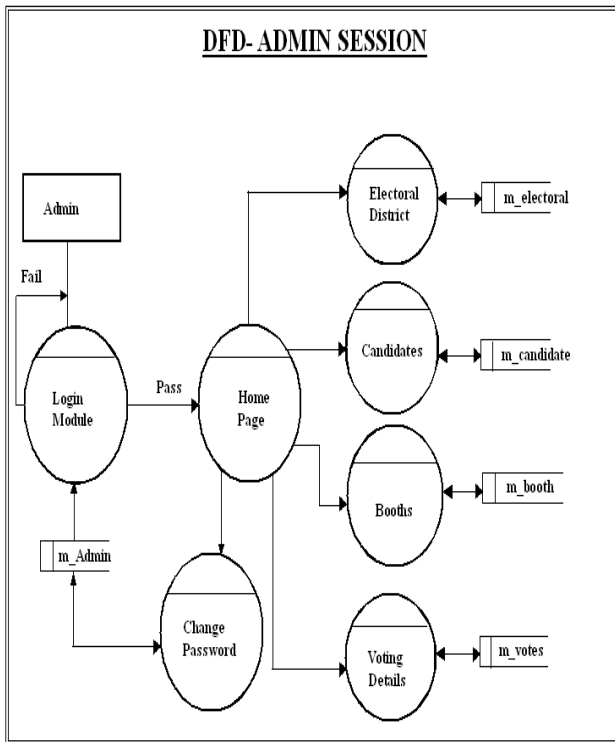 DFD- ADMIN SESSION
Admin
Fail
Login
Module
Pass
Home
Page
Electoral
District
m_electoral
Candidates
m_candidate
Booths
m_booth
m_Admin
Change
Password
Voting
Details
m_votes